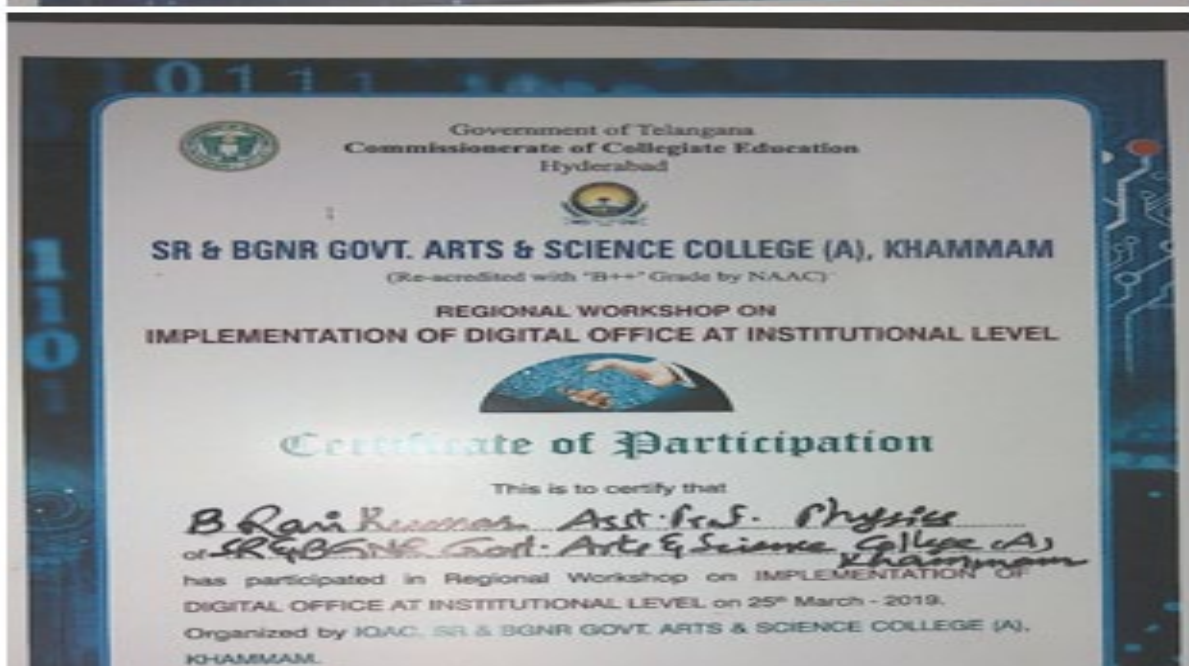 0111
Government of Telangana
Commissionerate of Collegiate Education
Hyderabad
SR & BGNR GOVT. ARTS & SCIENCE COLLEGE (A), KHAMMAM
(Re-acredited with "B++" Grade by NAAC)
REGIONAL WORKSHOP ON
IMPLEMENTATION OF DIGITAL OFFICE AT INSTITUTIONAL LEVEL
110
Certificate of Participation
This is to certify that
B Ravi Kumar Asst. Prof. Physics
of SR&BGNR Govt. Arts & Science College (A)
Khammam
has participated in Regional Workshop on IMPLEMENTATION OF
DIGITAL OFFICE AT INSTITUTIONAL LEVEL on 25th March - 2019.
Organized by IQAC, SR & BGNR GOVT. ARTS & SCIENCE COLLEGE (A),
KHAMMAM.